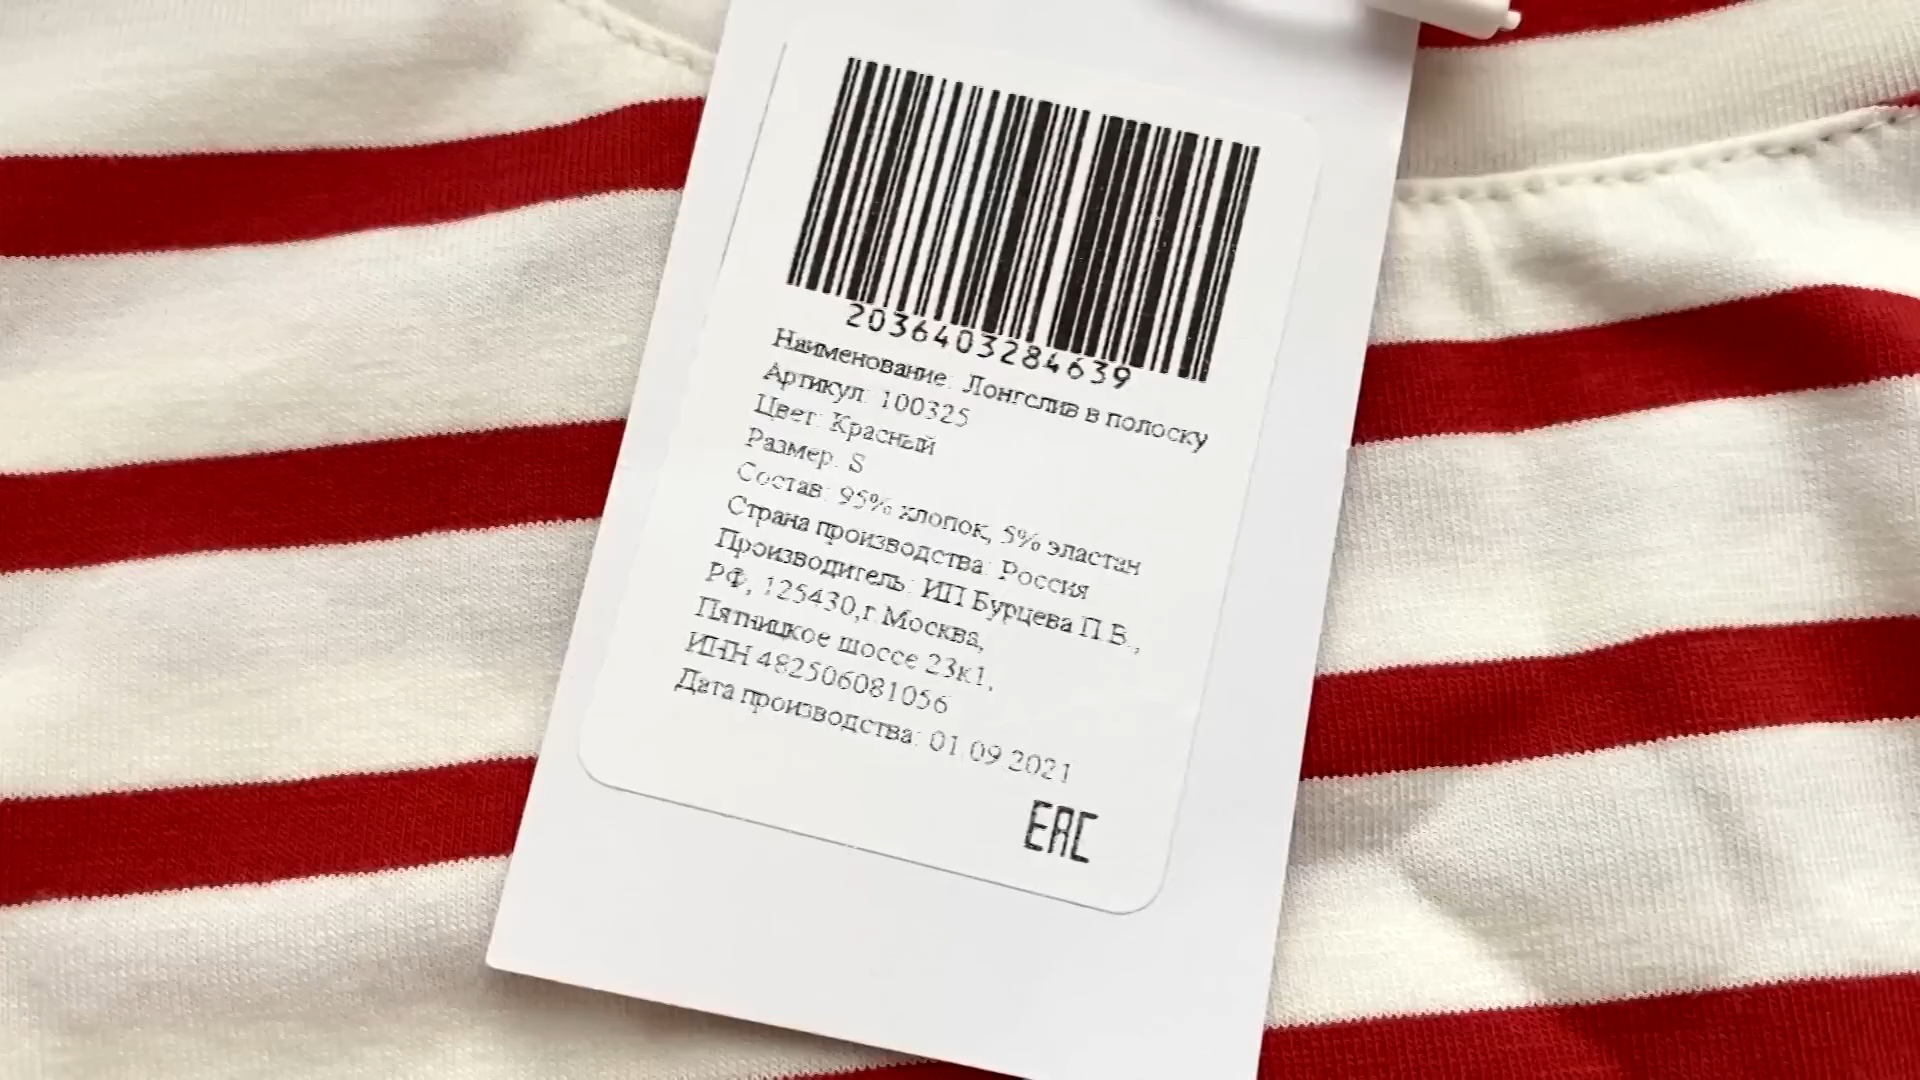 2036403284639
Наименование: Лонгслив в полоску
Артикул: 100325
Цвет: Красный
Размер: S
Состав: 95% хлопок, 5% эластан
Страна производства: Россия
Производитель: ИП Бурцева П.В.,
РФ, 125430,г.Москва,
Пятницкое шоссе 23к1,
ИНН 482506081056
Дата производства: 01.09.2021
EAC